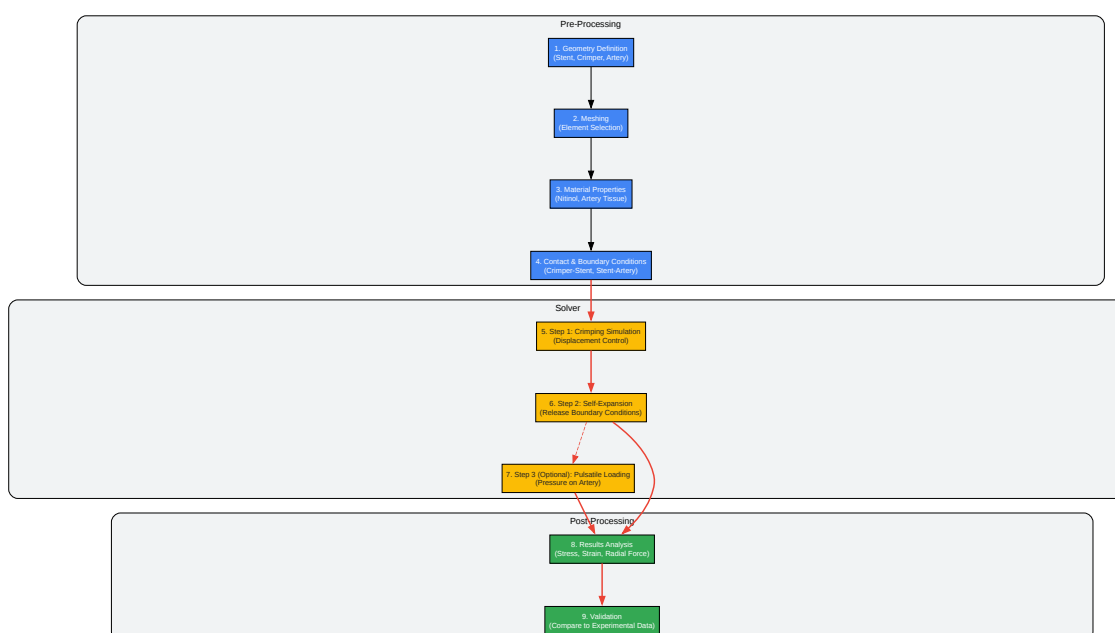 Pre-Processing
1. Geometry Definition
(Stent, Crimper, Artery)
2. Meshing
(Element Selection)
3. Material Properties
(Nitinol, Artery Tissue)
4. Contact & Boundary Conditions
(Crimper-Stent, Stent-Artery)
Solver
5. Step 1: Crimping Simulation
(Displacement Control)
6. Step 2: Self-Expansion
(Release Boundary Conditions)
7. Step 3 (Optional): Pulsatile Loading
(Pressure on Artery)
Post-Processing
8. Results Analysis
(Stress, Strain, Radial Force)
9. Validation
(Compare to Experimental Data)